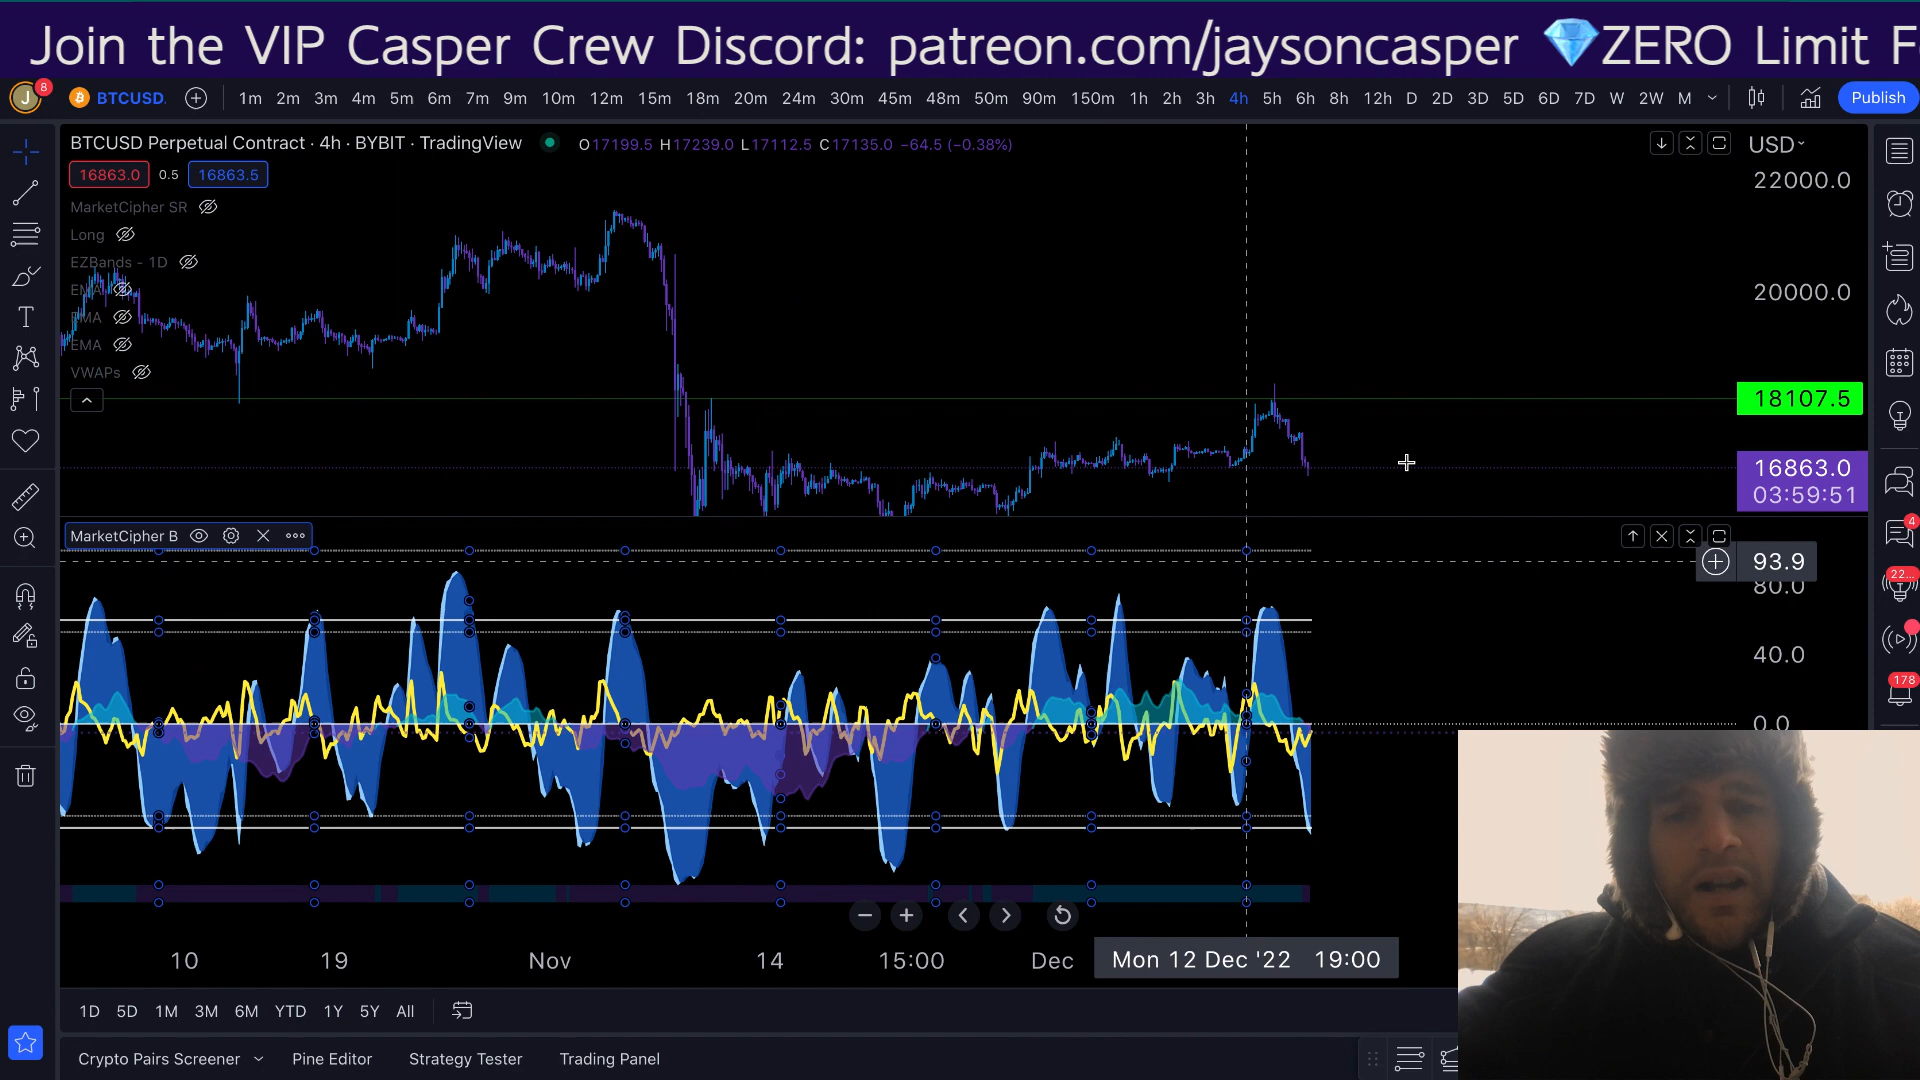 Join the VIP Casper Crew Discord: patreon.com/jaysoncasper 💎ZERO Limit F
J 8 BTCUSD 1m 2m 3m 4m 5m 6m 7m 9m 10m 12m 15m 18m 20m 24m 30m 45m 48m 50m 90m 150m 1h 2h 3h 4h 5h 6h 8h 12h D 2D 3D 5D 6D 7D W 2W M Publish
BTCUSD Perpetual Contract · 4h · BYBIT · TradingView O17199.5 H17239.0 L17112.5 C17135.0 −64.5 (−0.38%) USD
16863.0 0.5 16863.5
22000.0
MarketCipher SR
Long
EZBands - 1D
20000.0
EMA
EMA
EMA
VWAPs
18107.5
16863.0
03:59:51
MarketCipher B
93.9
80.0
40.0
0.0
4
22...
178
10 19 Nov 14 15:00 Dec Mon 12 Dec '22 19:00
1D 5D 1M 3M 6M YTD 1Y 5Y All
Crypto Pairs Screener Pine Editor Strategy Tester Trading Panel